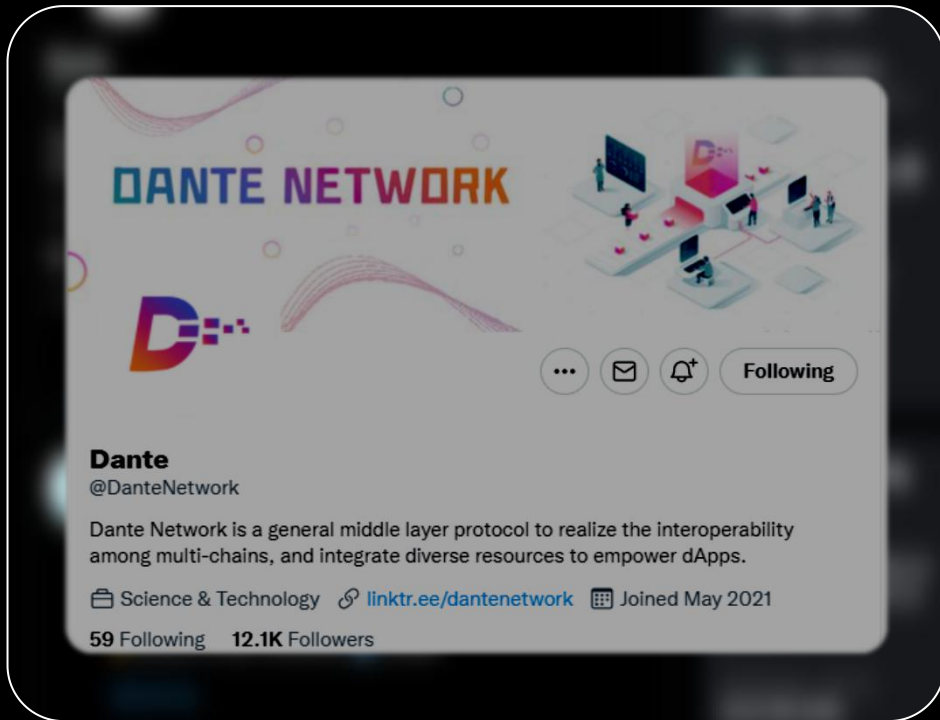 DANTE NETWORK
Following
Dante
@DanteNetwork
Dante Network is a general middle layer protocol to realize the interoperability
among multi-chains, and integrate diverse resources to empower dApps.
Science & Technology linktr.ee/dantenetwork Joined May 2021
59 Following 12.1K Followers